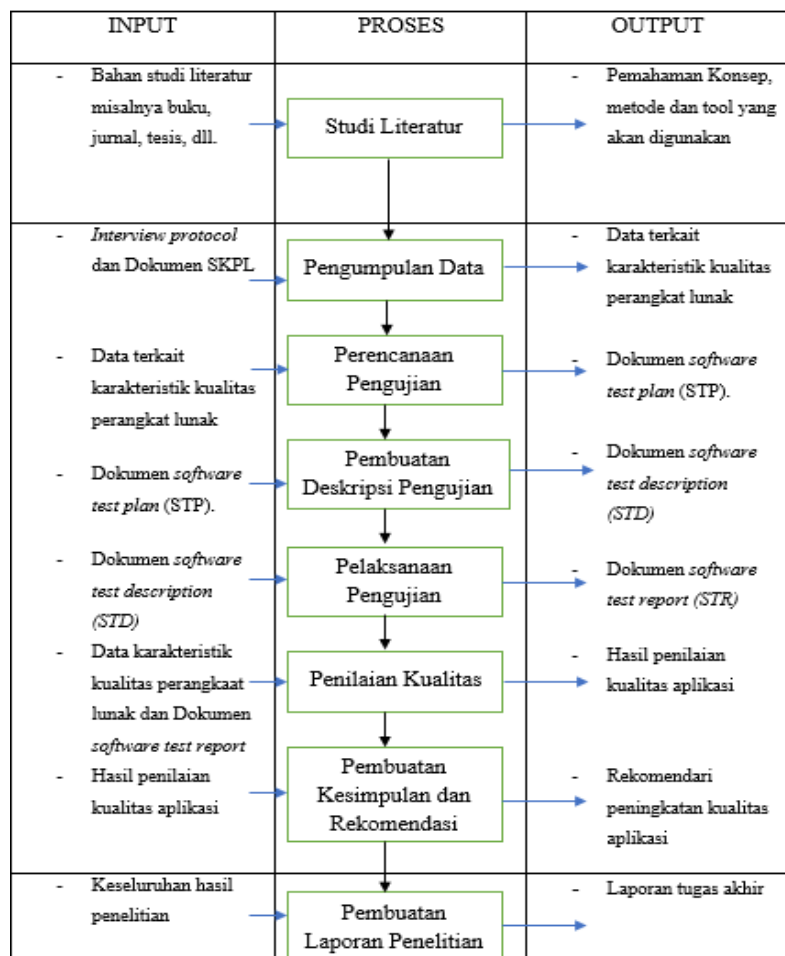 INPUT
PROSES
OUTPUT
- Bahan studi literatur
misalnya buku,
jurnal, tesis, dll.
Studi Literatur
- Pemahaman Konsep,
metode dan tool yang
akan digunakan
- Interview protocol
dan Dokumen SKPL
Pengumpulan Data
- Data terkait
karakteristik kualitas
perangkat lunak
- Data terkait
karakteristik kualitas
perangkat lunak
Perencanaan
Pengujian
- Dokumen software
test plan (STP).
- Dokumen software
test plan (STP).
Pembuatan
Deskripsi Pengujian
- Dokumen software
test description
(STD)
- Dokumen software
test description
(STD)
Pelaksanaan
Pengujian
- Dokumen software
test report (STR)
- Data karakteristik
kualitas perangkaat
lunak dan Dokumen
software test report
Penilaian Kualitas
- Hasil penilaian
kualitas aplikasi
- Hasil penilaian
kualitas aplikasi
Pembuatan
Kesimpulan dan
Rekomendasi
- Rekomendari
peningkatan kualitas
aplikasi
- Keseluruhan hasil
penelitian
Pembuatan
Laporan Penelitian
- Laporan tugas akhir